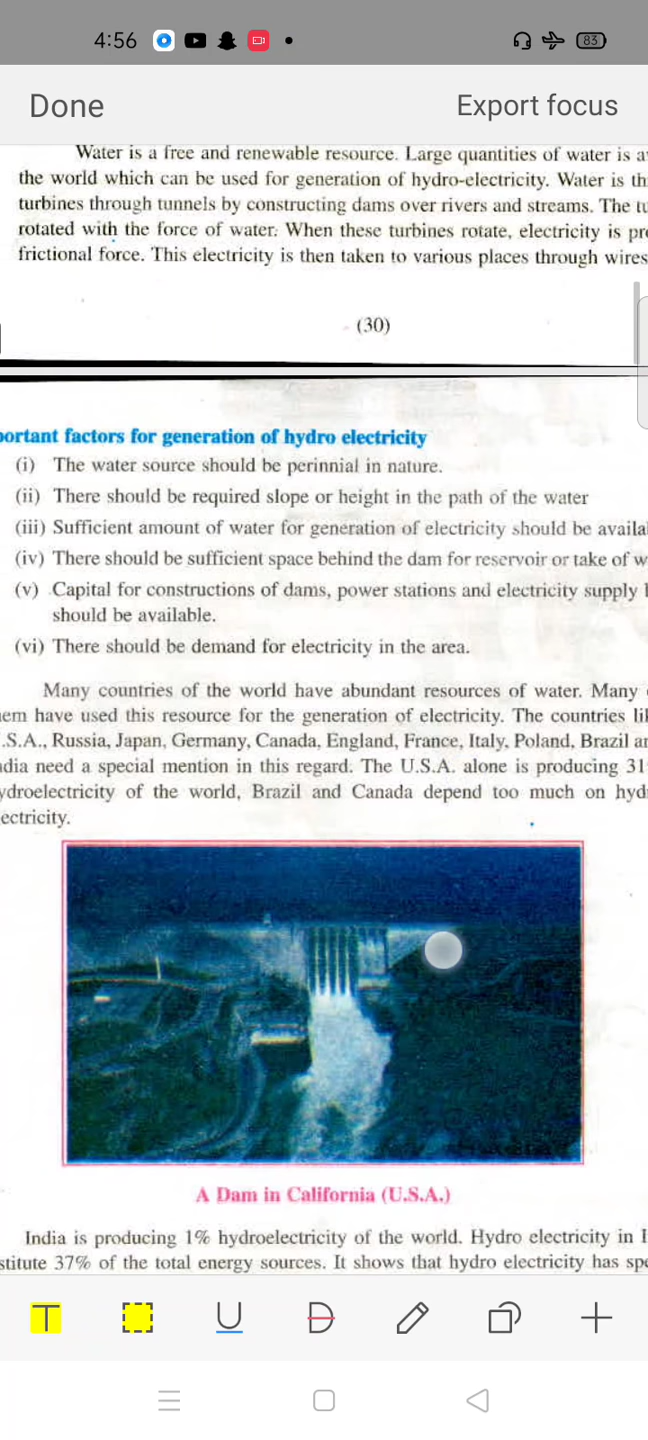 4:56
83
Done
Export focus
Water is a free and renewable resource. Large quantities of water is
the world which can be used for generation of hydro-electricity. Water is
turbines through tunnels by constructing dams over rivers and streams. The
rotated with the force of water. When these turbines rotate, electricity is
frictional force. This electricity is then taken to various places through wires
(30)
portant factors for generation of hydro electricity
(i) The water source should be perinnial in nature.
(ii) There should be required slope or height in the path of the water
(iii) Sufficient amount of water for generation of electricity should be availa
(iv) There should be sufficient space behind the dam for reservoir or take of w
(v) Capital for constructions of dams, power stations and electricity supply
should be available.
(vi) There should be demand for electricity in the area.
Many countries of the world have abundant resources of water. Many
em have used this resource for the generation of electricity. The countries li
.S.A., Russia, Japan, Germany, Canada, England, France, Italy, Poland, Brazil a
dia need a special mention in this regard. The U.S.A. alone is producing 31
ydroelectricity of the world, Brazil and Canada depend too much on hyd
ectricity.
A Dam in California (U.S.A.)
India is producing 1% hydroelectricity of the world. Hydro electricity in I
stitute 37% of the total energy sources. It shows that hydro electricity has spe
T
U
D